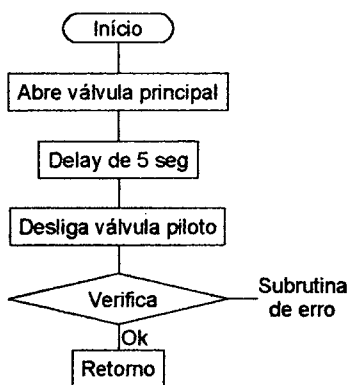 Início
Abre válvula principal
Delay de 5 seg
Desliga válvula piloto
Verifica
Subrutina
de erro
Ok
Retorno